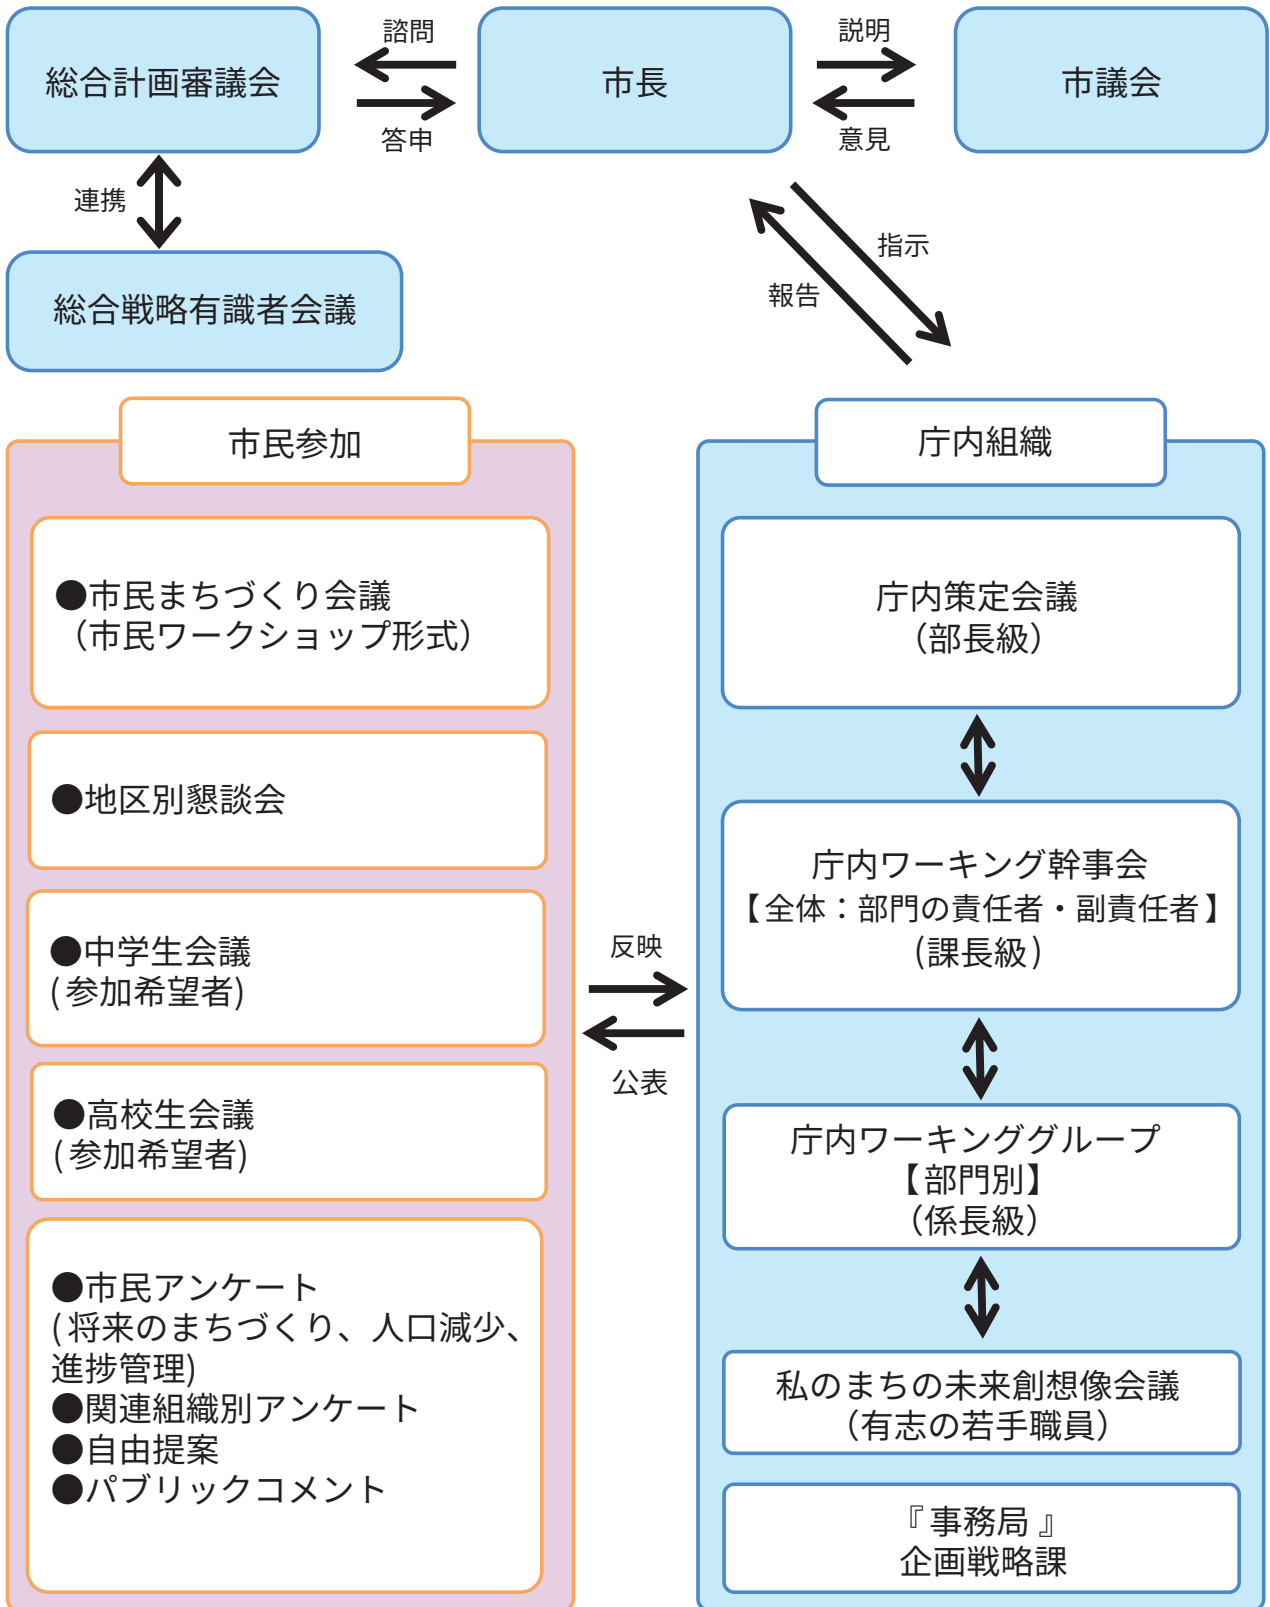 総合計画審議会
諮問
答申
市長
説明
意見
市議会
連携
総合戦略有識者会議
指示
報告
市民参加
●市民まちづくり会議
（市民ワークショップ形式）
●地区別懇談会
●中学生会議
(参加希望者)
●高校生会議
(参加希望者)
●市民アンケート
(将来のまちづくり、人口減少、
進捗管理)
●関連組織別アンケート
●自由提案
●パブリックコメント
反映
公表
庁内組織
庁内策定会議
（部長級）
庁内ワーキング幹事会
【全体：部門の責任者・副責任者】
(課長級)
庁内ワーキンググループ
【部門別】
（係長級）
私のまちの未来創想像会議
（有志の若手職員）
『事務局』
企画戦略課